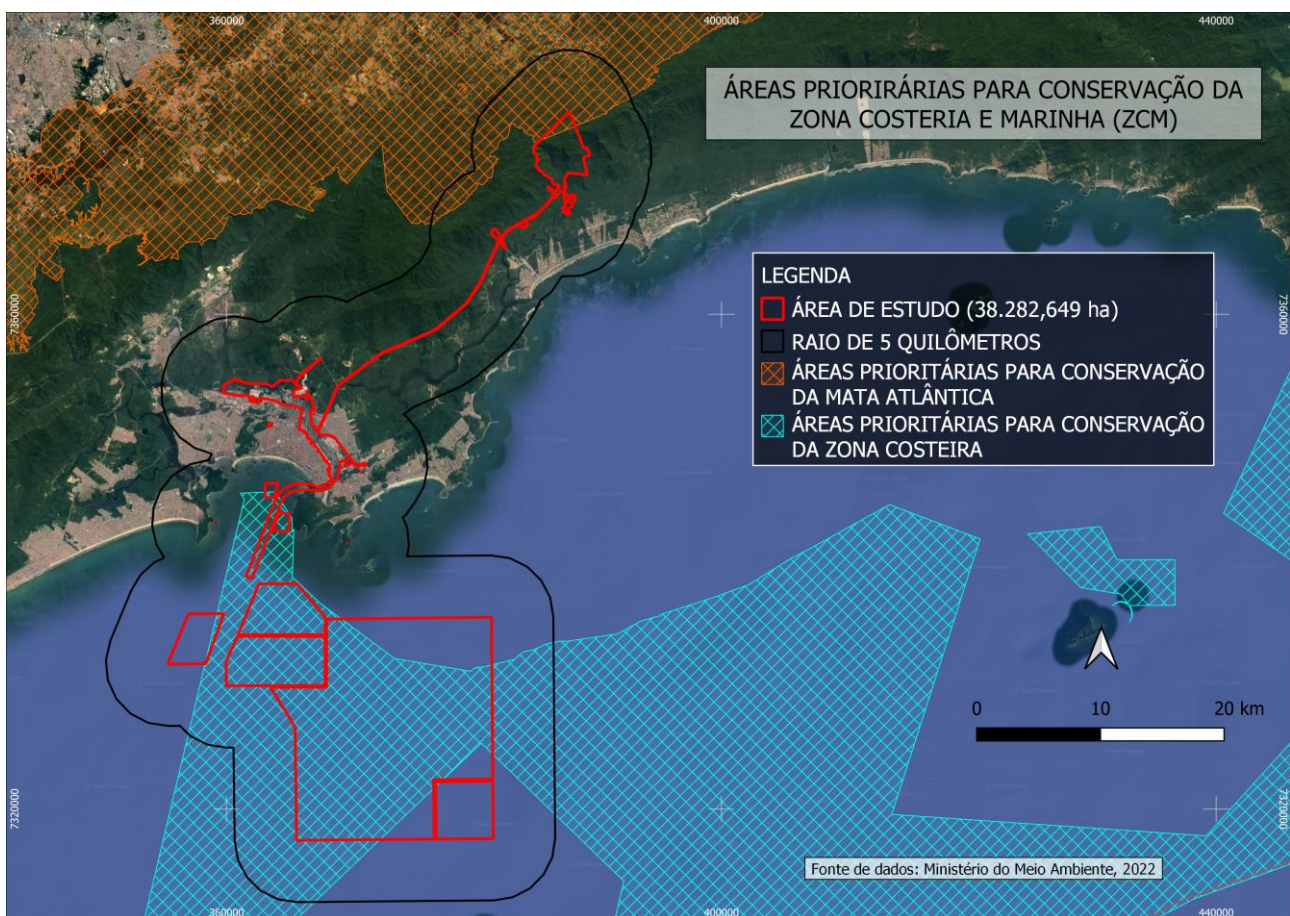 360000
400000
440000
ÁREAS PRIORIRÁRIAS PARA CONSERVAÇÃO DA
ZONA COSTERIA E MARINHA (ZCM)
7360000
7360000
LEGENDA
ÁREA DE ESTUDO (38.282,649 ha)
RAIO DE 5 QUILÔMETROS
ÁREAS PRIORITÁRIAS PARA CONSERVAÇÃO
DA MATA ATLÂNTICA
ÁREAS PRIORITÁRIAS PARA CONSERVAÇÃO
DA ZONA COSTEIRA
0 10 20 km
7320000
7320000
Fonte de dados: Ministério do Meio Ambiente, 2022
360000
400000
440000